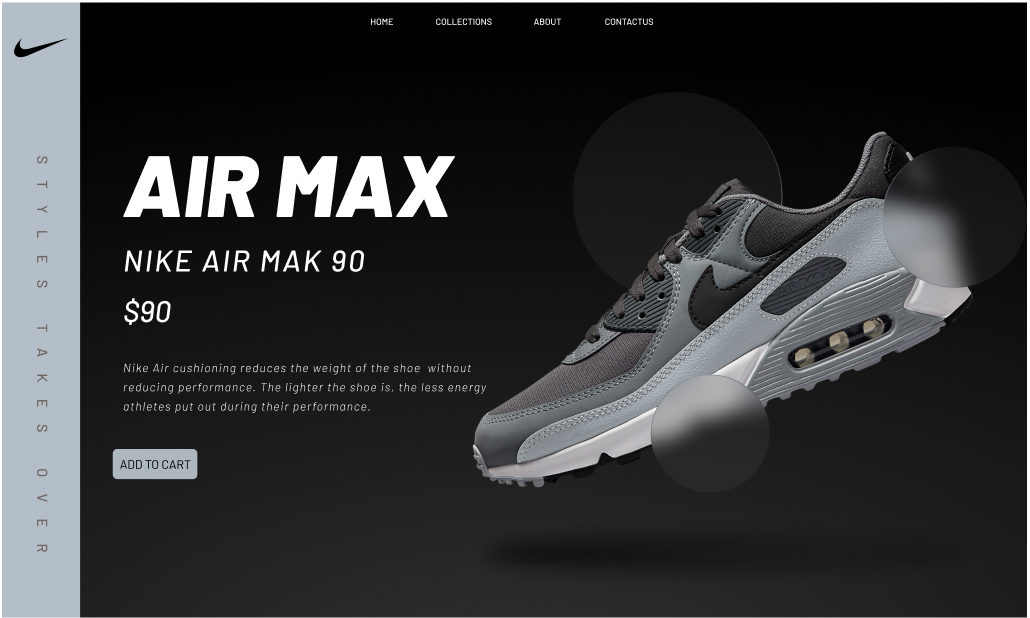 HOME COLLECTIONS ABOUT CONTACTUS
STYLES TAKES OVER
AIR MAX
NIKE AIR MAK 90
$90
Nike Air cushioning reduces the weight of the shoe without
reducing performance. The lighter the shoe is, the less energy
athletes put out during their performance.
ADD TO CART